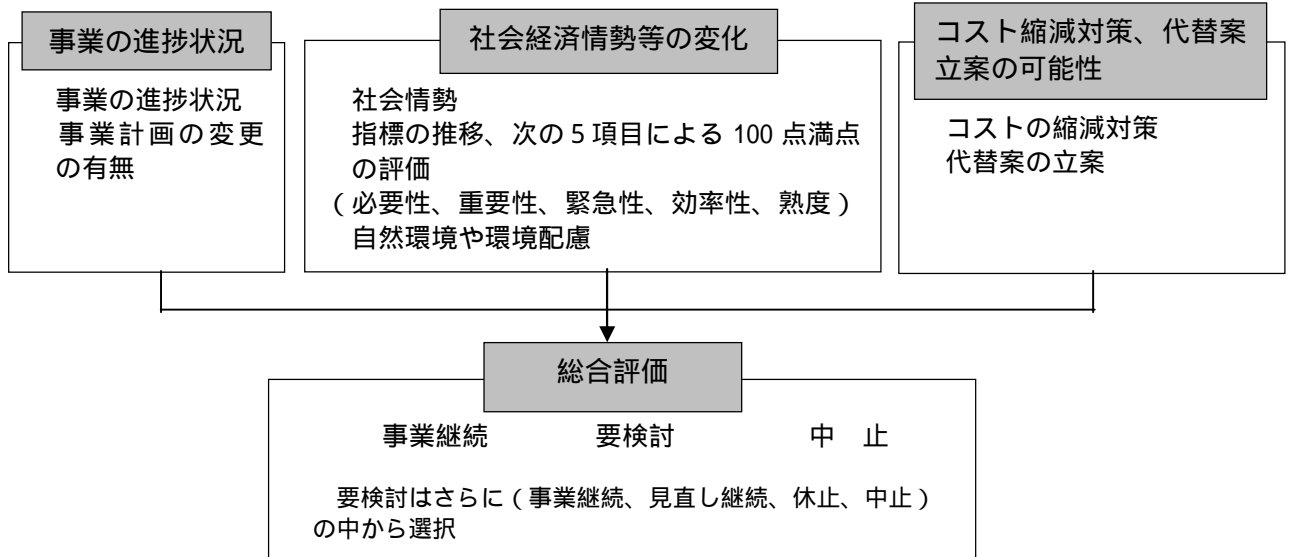 事業の進捗状況
事業の進捗状況
事業計画の変更
の有無
社会経済情勢等の変化
社会情勢
指標の推移、次の5項目による 100 点満点
の評価
（必要性、重要性、緊急性、効率性、熟度）
自然環境や環境配慮
コスト縮減対策、代替案
立案の可能性
コストの縮減対策
代替案の立案
総合評価
事業継続 要検討 中 止
要検討はさらに（事業継続、見直し継続、休止、中止）
の中から選択